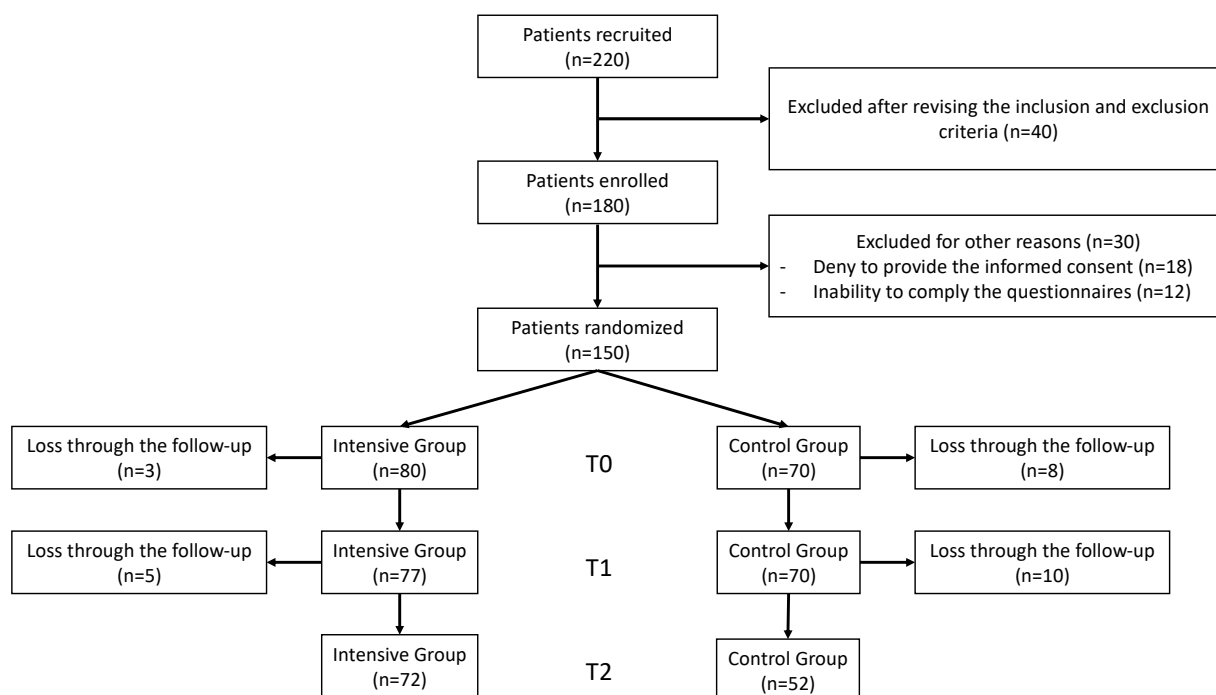 Patients recruited
(n=220)
Excluded after revising the inclusion and exclusion
criteria (n=40)
Patients enrolled
(n=180)
Excluded for other reasons (n=30)
- Deny to provide the informed consent (n=18)
- Inability to comply the questionnaires (n=12)
Patients randomized
(n=150)
Loss through the follow-up
(n=3)
Intensive Group
(n=80)
T0
Control Group
(n=70)
Loss through the follow-up
(n=8)
Loss through the follow-up
(n=5)
Intensive Group
(n=77)
T1
Control Group
(n=70)
Loss through the follow-up
(n=10)
Intensive Group
(n=72)
T2
Control Group
(n=52)